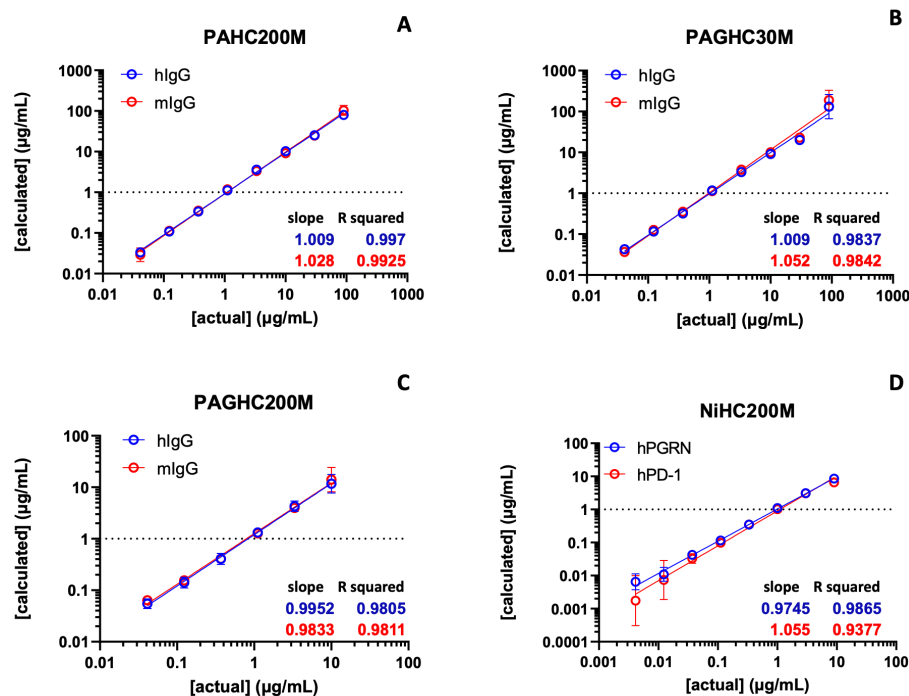 PAHC200M
A
hIgG
mIgG
1000
100
10
1
0.1
0.01
[calculated] (µg/mL)
slope R squared
1.009 0.997
1.028 0.9925
0.01 0.1 1 10 100 1000
[actual] (µg/mL)
PAGHC30M
B
hIgG
mIgG
1000
100
10
1
0.1
0.01
[calculated] (µg/mL)
slope R squared
1.009 0.9837
1.052 0.9842
0.01 0.1 1 10 100 1000
[actual] (µg/mL)
PAGHC200M
C
hIgG
mIgG
100
10
1
0.1
0.01
[calculated] (µg/mL)
slope R squared
0.9952 0.9805
0.9833 0.9811
0.01 0.1 1 10 100
[actual] (µg/mL)
NiHC200M
D
hPGRN
hPD-1
100
10
1
0.1
0.01
0.001
0.0001
[calculated] (µg/mL)
slope R squared
0.9745 0.9865
1.055 0.9377
0.001 0.01 0.1 1 10 100
[actual] (µg/mL)